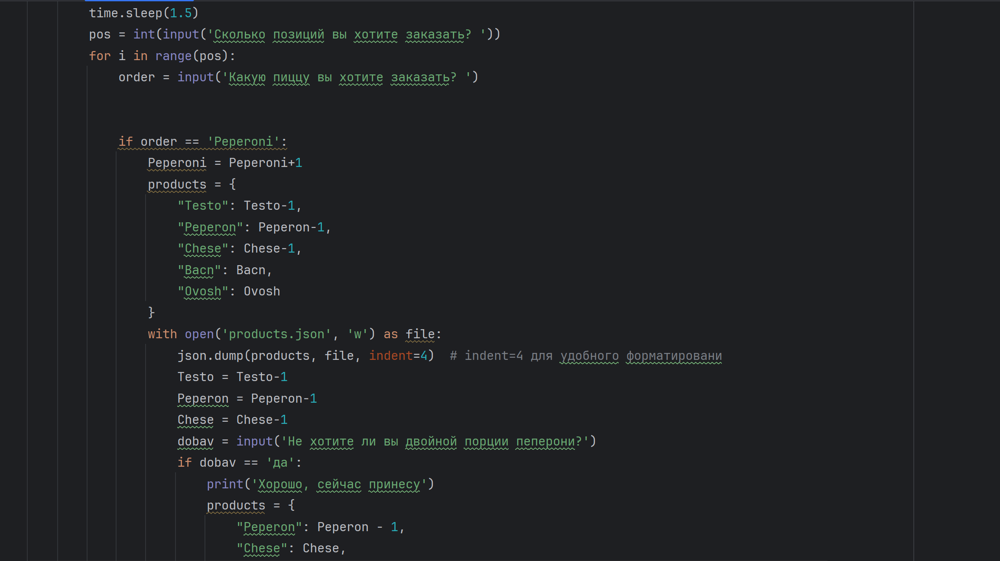 time.sleep(1.5)
pos = int(input('Сколько позиций вы хотите заказать? '))
for i in range(pos):
order = input('Какую пиццу вы хотите заказать? ')
if order == 'Peperoni':
Peperoni = Peperoni+1
products = {
"Testo": Testo-1,
"Peperon": Peperon-1,
"Chese": Chese-1,
"Bacn": Bacn,
"Ovosh": Ovosh
}
with open('products.json', 'w') as file:
json.dump(products, file, indent=4)  # indent=4 для удобного форматировани
Testo = Testo-1
Peperon = Peperon-1
Chese = Chese-1
dobav = input('Не хотите ли вы двойной порции пеперони?')
if dobav == 'да':
print('Хорошо, сейчас принесу')
products = {
"Peperon": Peperon - 1,
"Chese": Chese,